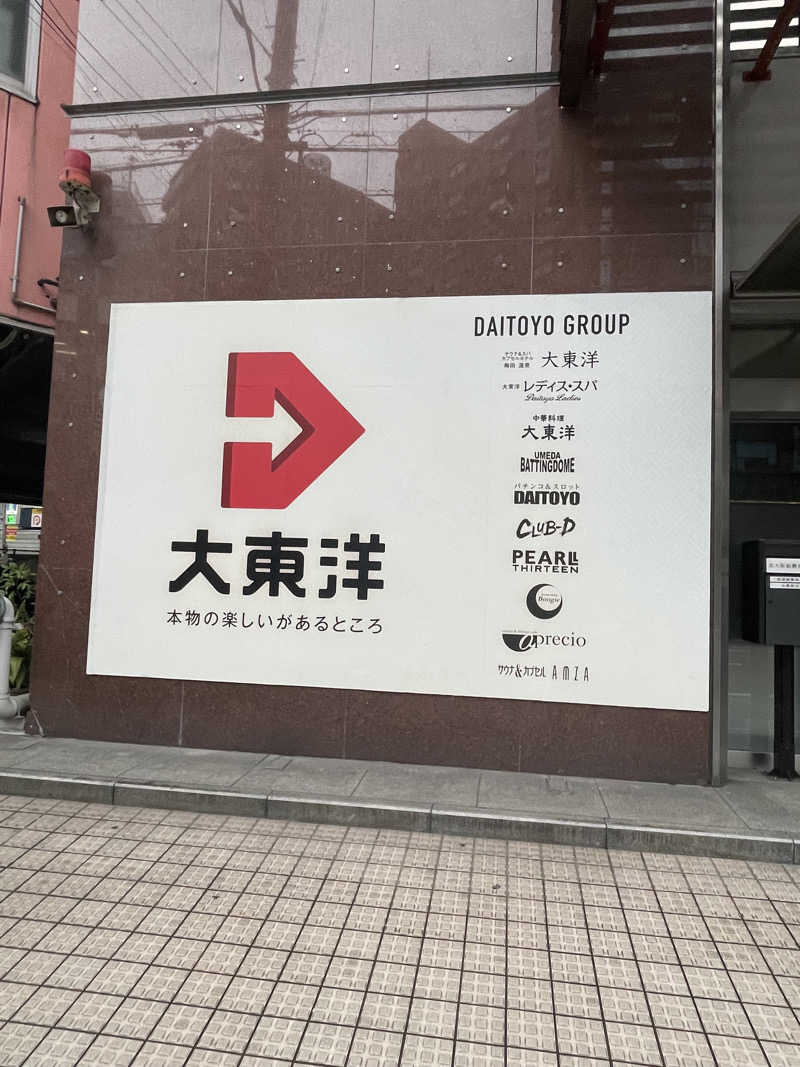 大東洋
本物の楽しいがあるところ
DAITOYO GROUP
サウナ&スパ
カプセルホテル
梅田 温泉
大東洋
大東洋 レディス・スパ
Daitoyo Ladies
中華料理
大東洋
UMEDA
BATTINGDOME
パチンコ&スロット
DAITOYO
CLUB-D
PEARL
THIRTEEN
Boogie
aprecio
サウナ&カプセル AMZA